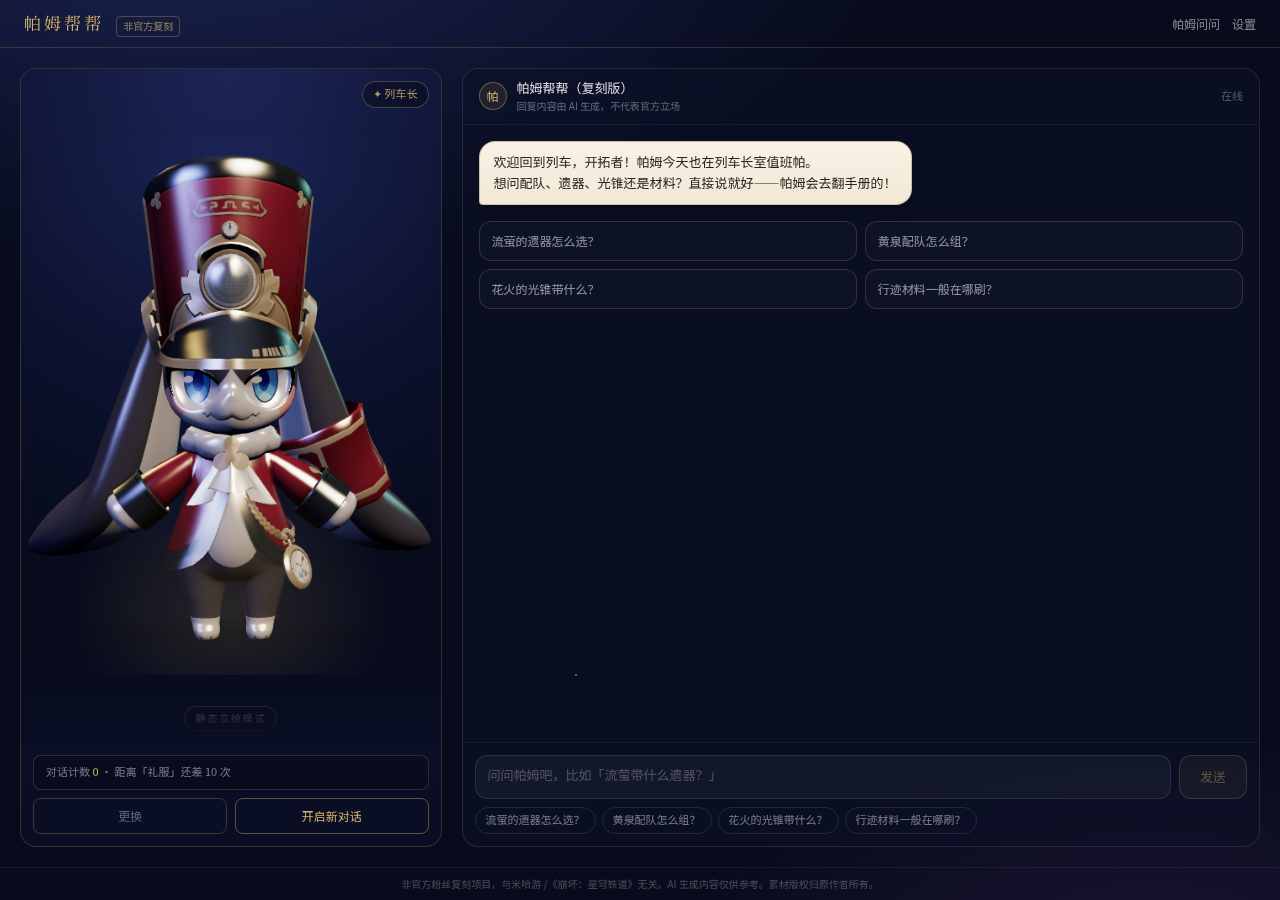 帕姆帮帮
非官方复刻
帕姆问问 设置
✦ 列车长
静态立绘模式
对话计数 0 · 距离「礼服」还差 10 次
更换
开启新对话
帕
帕姆帮帮（复刻版）
回复内容由 AI 生成，不代表官方立场
在线
欢迎回到列车，开拓者！帕姆今天也在列车长室值班帕。
想问配队、遗器、光锥还是材料？直接说就好——帕姆会去翻手册的！
流萤的遗器怎么选？
黄泉配队怎么组？
花火的光锥带什么？
行迹材料一般在哪刷？
问问帕姆吧，比如「流萤带什么遗器？」
发送
流萤的遗器怎么选？
黄泉配队怎么组？
花火的光锥带什么？
行迹材料一般在哪刷？
非官方粉丝复刻项目，与米哈游 /《崩坏：星穹铁道》无关。AI 生成内容仅供参考。素材版权归原作者所有。